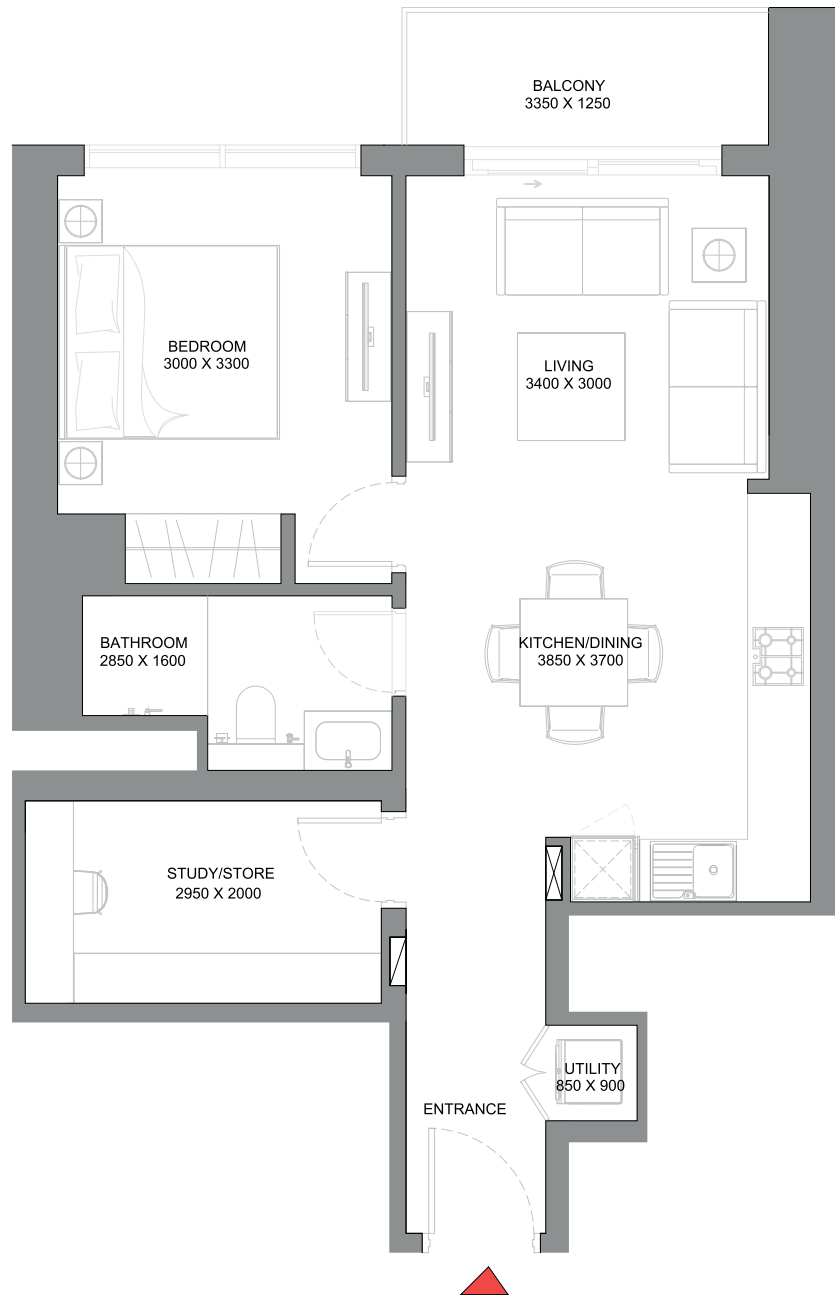 BALCONY
3350 X 1250
BEDROOM
3000 X 3300
LIVING
3400 X 3000
BATHROOM
2850 X 1600
KITCHEN/DINING
3850 X 3700
STUDY/STORE
2950 X 2000
UTILITY
850 X 900
ENTRANCE